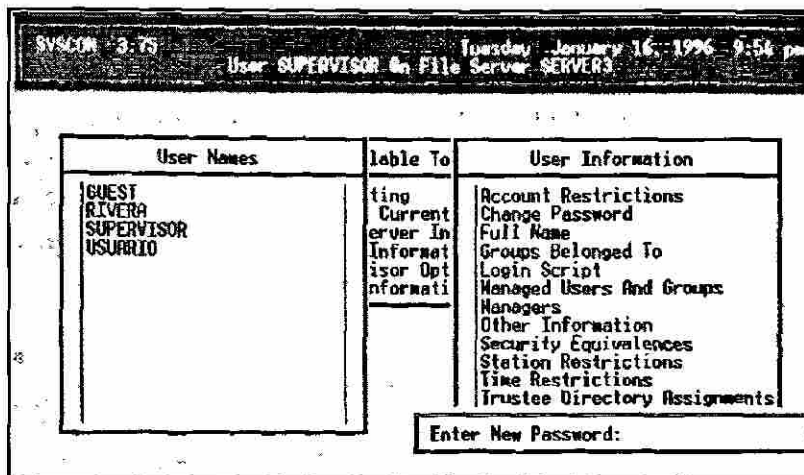 SYSCON 3.75 Tuesday January 16, 1996 9:54 pm
User SUPERVISOR On File Server SERVER3
User Names
GUEST
RIVERA
SUPERVISOR
USUARIO
lable To
ting
Current
erver In
Informat
isor Opt
nformati
User Information
Account Restrictions
Change Password
Full Name
Groups Belonged To
Login Script
Managed Users And Groups
Managers
Other Information
Security Equivalences
Station Restrictions
Time Restrictions
Trustee Directory Assignments
Enter New Password: